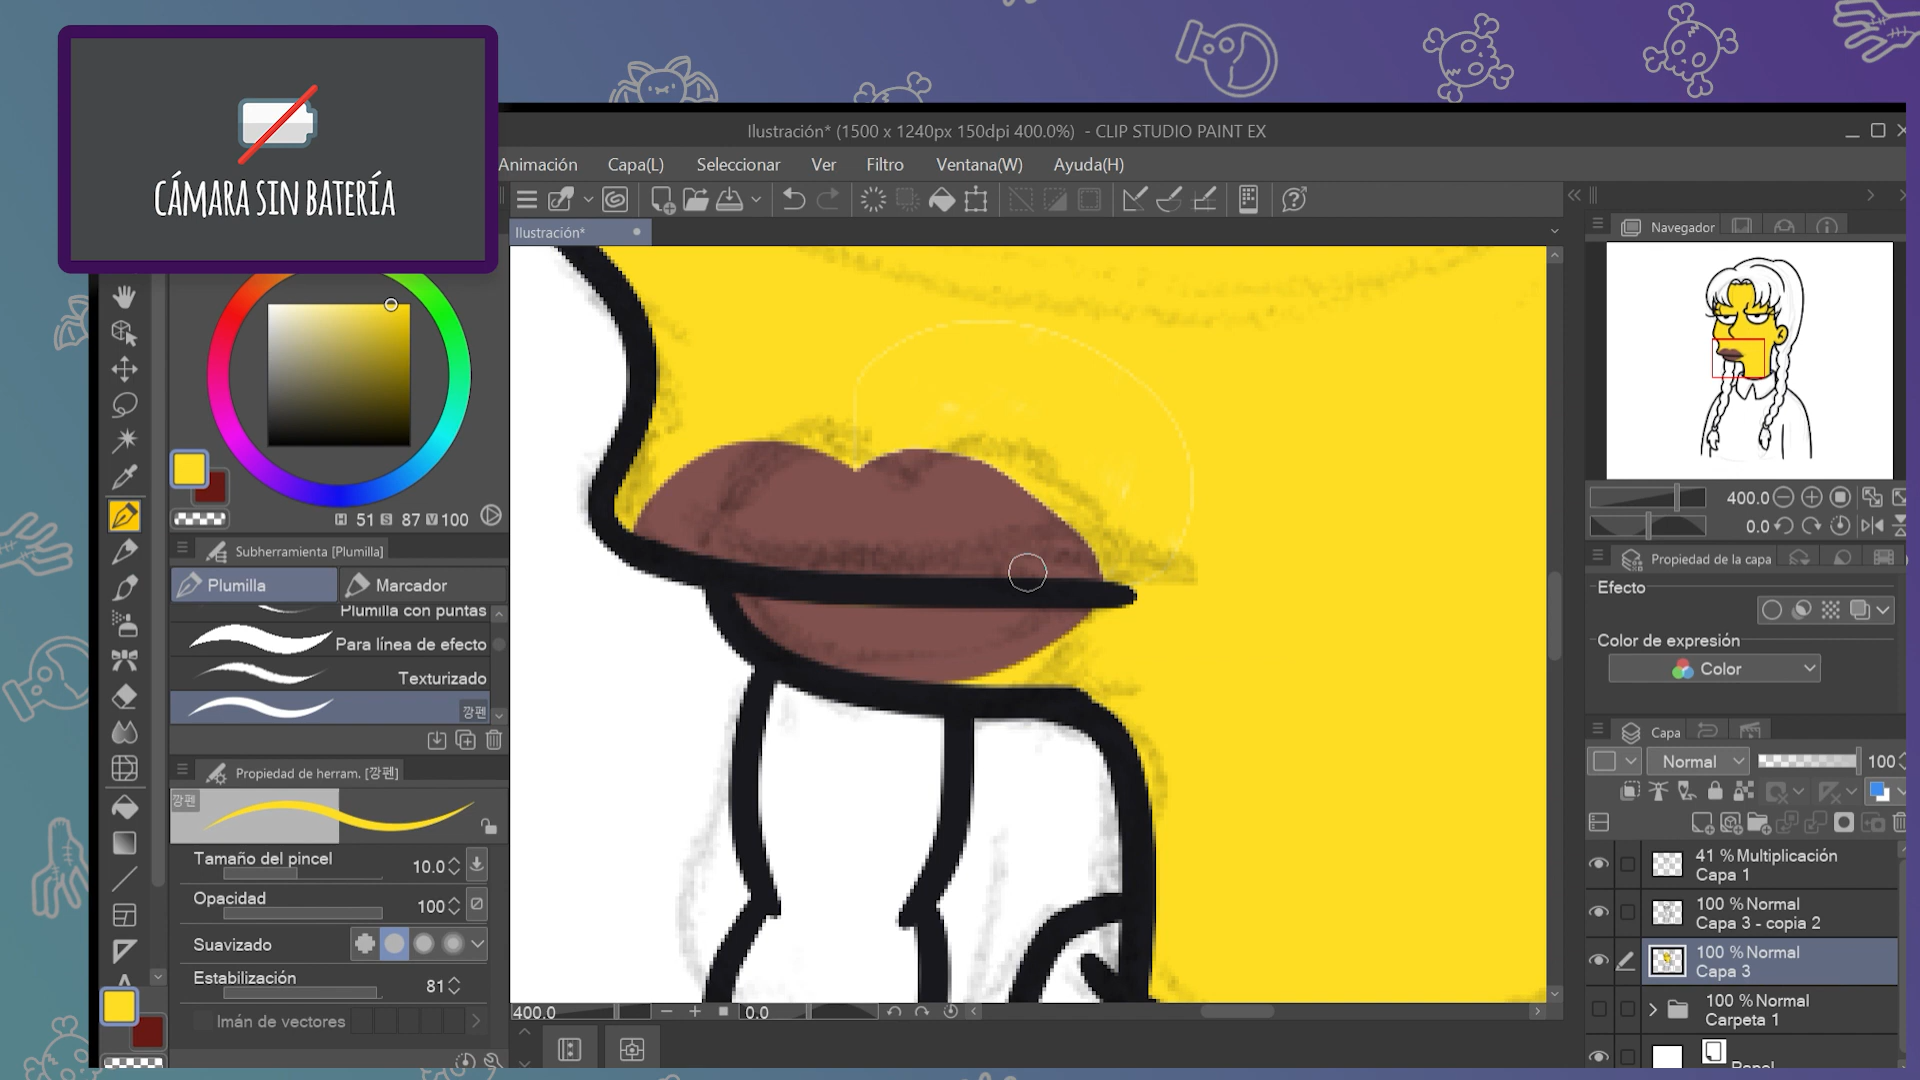 CÁMARA SIN BATERÍA
Ilustración* (1500 x 1240px 150dpi 400.0%) - CLIP STUDIO PAINT EX
Animación Capa(L) Seleccionar Ver Filtro Ventana(W) Ayuda(H)
Ilustración*
Navegador
400.0
0.0
H 51 S 87 V 100
Subherramienta [Plumilla]
Plumilla Marcador
Plumilla con puntas
Para línea de efecto
Texturizado
깡펜
Propiedad de herram. [깡펜]
깡펜
Tamaño del pincel 10.0
Opacidad 100
Suavizado
Estabilización 81
Imán de vectores
400.0 0.0
Propiedad de la capa
Efecto
Color de expresión
Color
Capa
Normal 100
41 % Multiplicación
Capa 1
100 % Normal
Capa 3 - copia 2
100 % Normal
Capa 3
100 % Normal
Carpeta 1